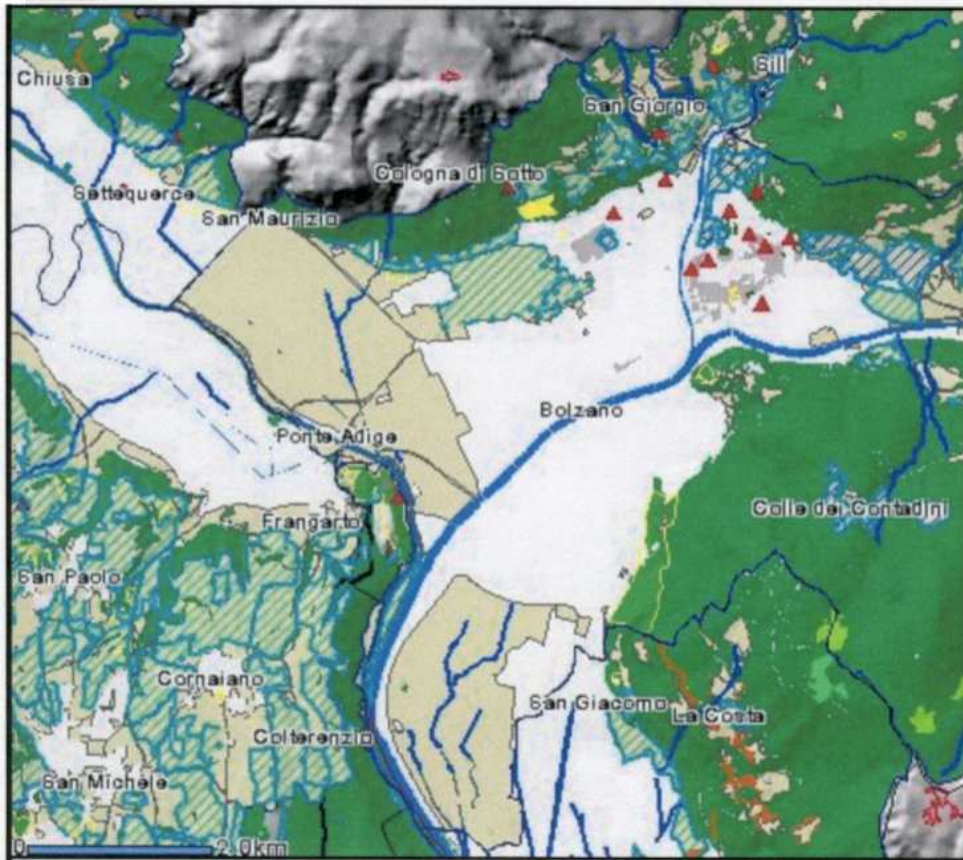 Sill
Chiusa
San Giorgio
Cologna di Sotto
Settequerce
San Maurizio
Bolzano
Ponte Adige
Colle dei Contadini
Frangarto
San Paolo
Cornaiano
San Giacomo
La Costa
Colterenzio
San Michele
0 2.0km